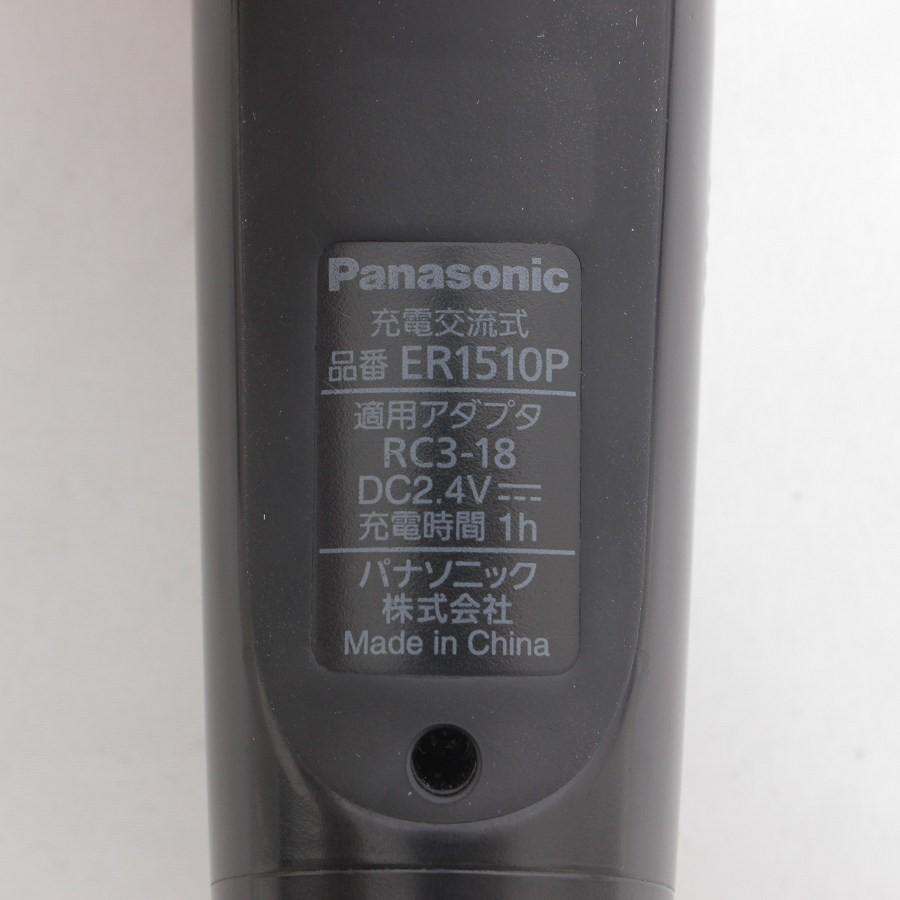 Panasonic
充電交流式
品番 ER1510P
適用アダプタ
RC3-18
DC2.4V⎓
充電時間 1h
パナソニック
株式会社
Made in China